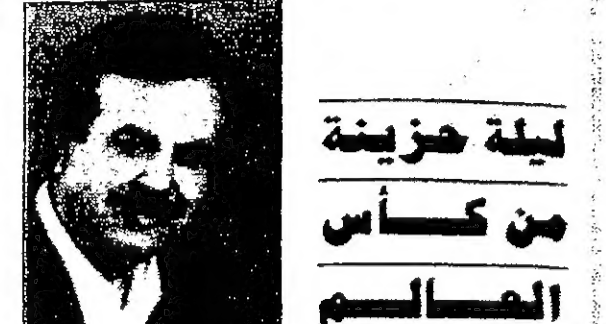 ليلة حزينة
من كأس
العالم